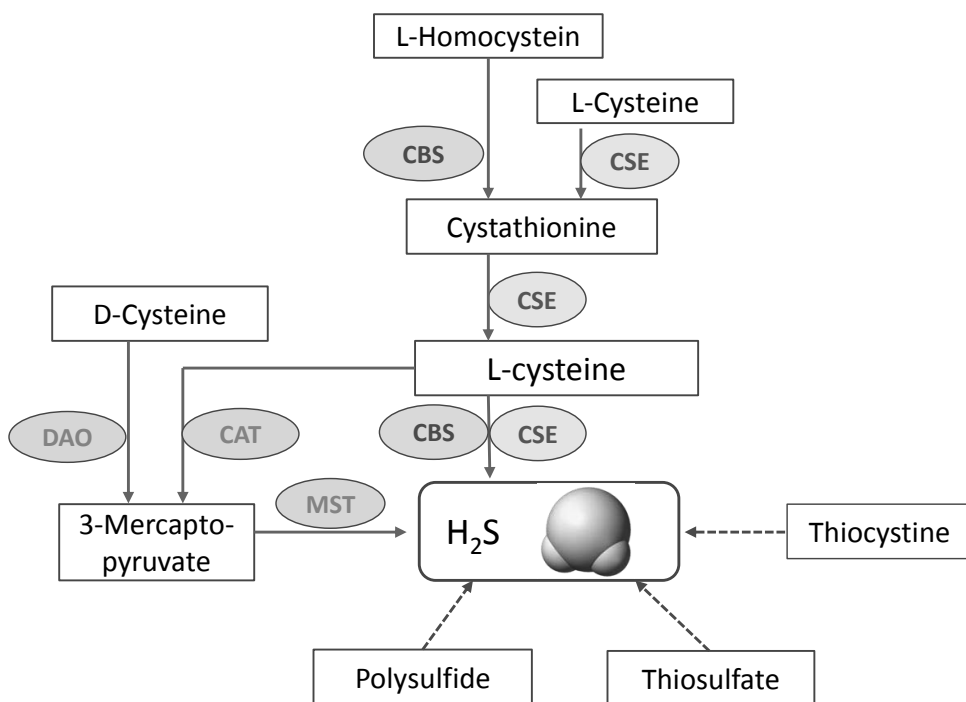 L-Homocystein
L-Cysteine
CBS
CSE
Cystathionine
CSE
D-Cysteine
L-cysteine
DAO
CAT
CBS
CSE
MST
3-Mercapto-
pyruvate
H₂S
Thiocystine
Polysulfide
Thiosulfate